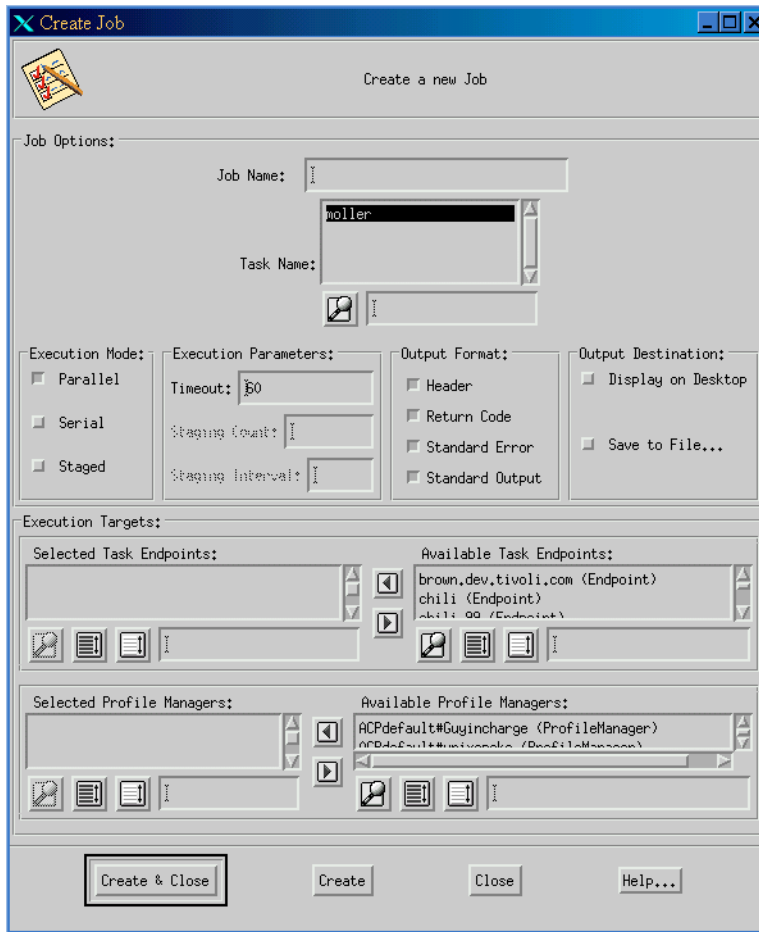 Create Job
Create a new Job
Job Options:
Job Name:
moller
Task Name:
Execution Mode:
Parallel
Serial
Staged
Execution Parameters:
Timeout: 60
Staging Count:
Staging Interval:
Output Format:
Header
Return Code
Standard Error
Standard Output
Output Destination:
Display on Desktop
Save to File...
Execution Targets:
Selected Task Endpoints:
Available Task Endpoints:
brown.dev.tivoli.com (Endpoint)
chili (Endpoint)
chili_99 (Endpoint)
Selected Profile Managers:
Available Profile Managers:
ACPdefault#Guyincharge (ProfileManager)
(ProfileManager)
Create & Close
Create
Close
Help...